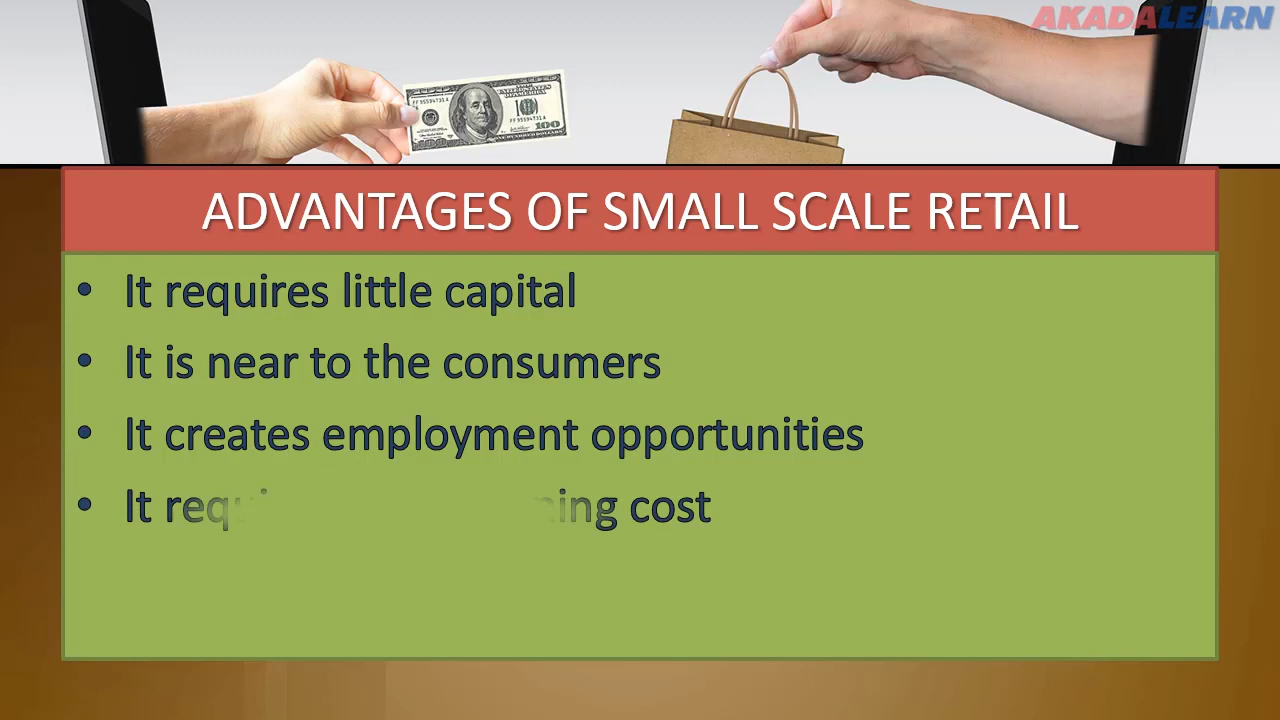 AKADALEARN
100
ADVANTAGES OF SMALL SCALE RETAIL
• It requires little capital
• It is near to the consumers
• It creates employment opportunities
• It cost